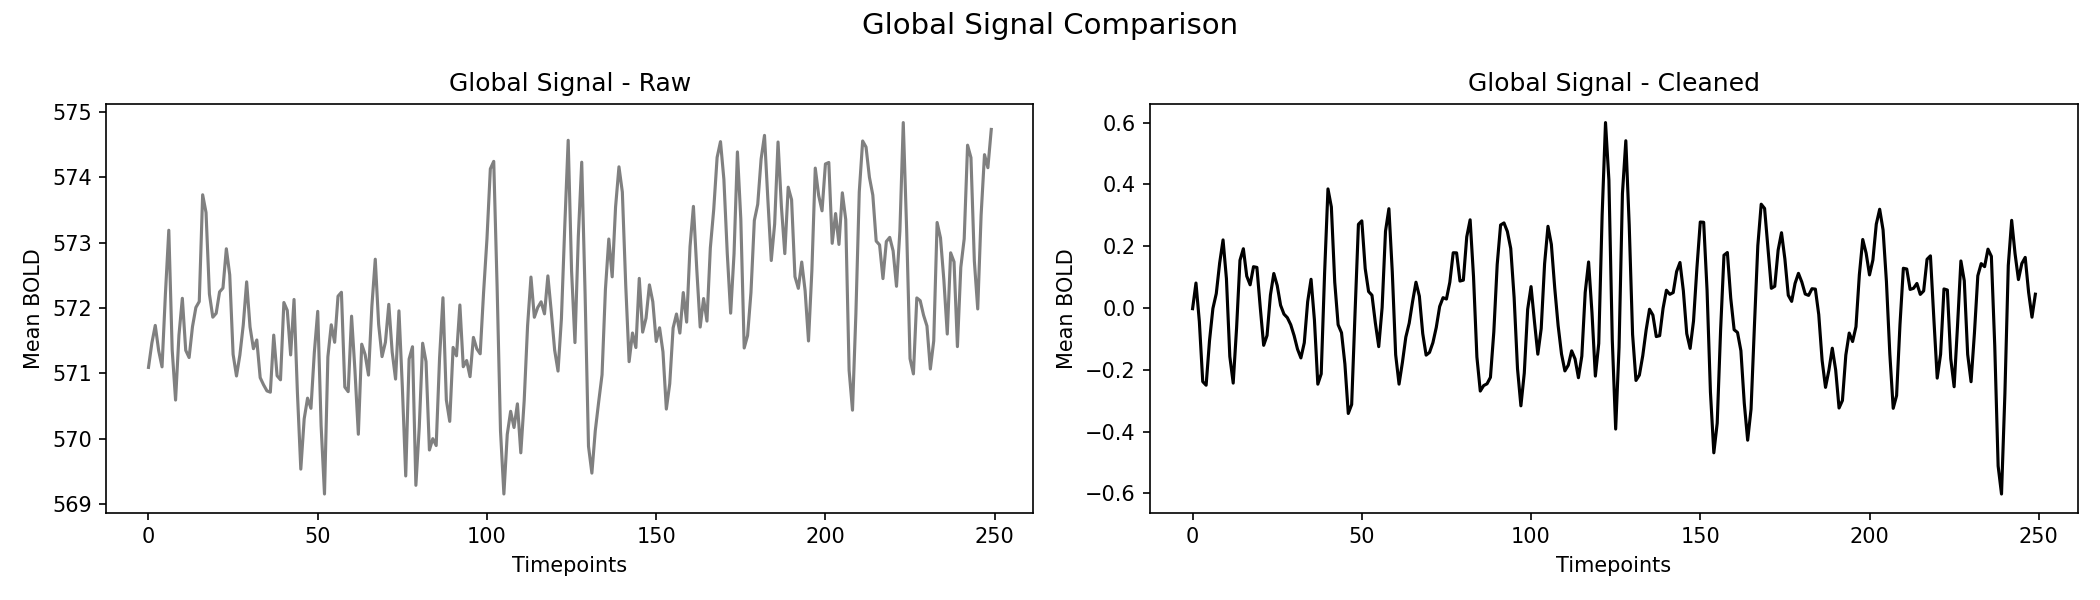 Global Signal Comparison
Global Signal - Raw
575
574
573
572
571
570
569
Mean BOLD
0 50 100 150 200 250
Timepoints
Global Signal - Cleaned
0.6
0.4
0.2
0.0
−0.2
−0.4
−0.6
Mean BOLD
0 50 100 150 200 250
Timepoints